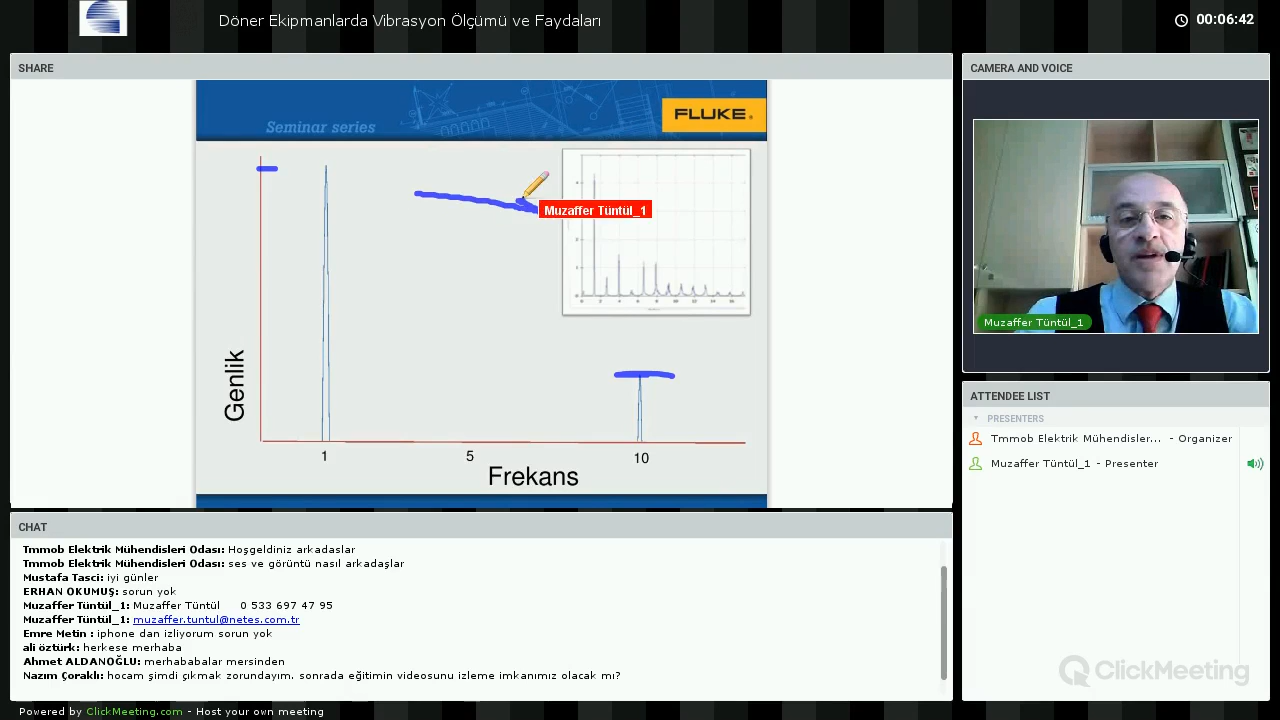 Döner Ekipmanlarda Vibrasyon Ölçümü ve Faydaları
00:06:42
SHARE
Seminar series
FLUKE®
Muzaffer Tüntül_1
Genlik
1 5 10
Frekans
CAMERA AND VOICE
Muzaffer Tüntül_1
ATTENDEE LIST
PRESENTERS
Tmmob Elektrik Mühendisler... - Organizer
Muzaffer Tüntül_1 - Presenter
CHAT
Tmmob Elektrik Mühendisleri Odası: Hoşgeldiniz arkadaslar
Tmmob Elektrik Mühendisleri Odası: ses ve görüntü nasıl arkadaşlar
Mustafa Tasci: iyi günler
ERHAN OKUMUŞ: sorun yok
Muzaffer Tüntül_1: Muzaffer Tüntül 0 533 697 47 95
Muzaffer Tüntül_1: muzaffer.tuntul@netes.com.tr
Emre Metin : iphone dan izliyorum sorun yok
ali öztürk: herkese merhaba
Ahmet ALDANOĞLU: merhababalar mersinden
Nazım Çoraklı: hocam şimdi çıkmak zorundayım. sonrada eğitimin videosunu izleme imkanımız olacak mı?
ClickMeeting
Powered by ClickMeeting.com - Host your own meeting